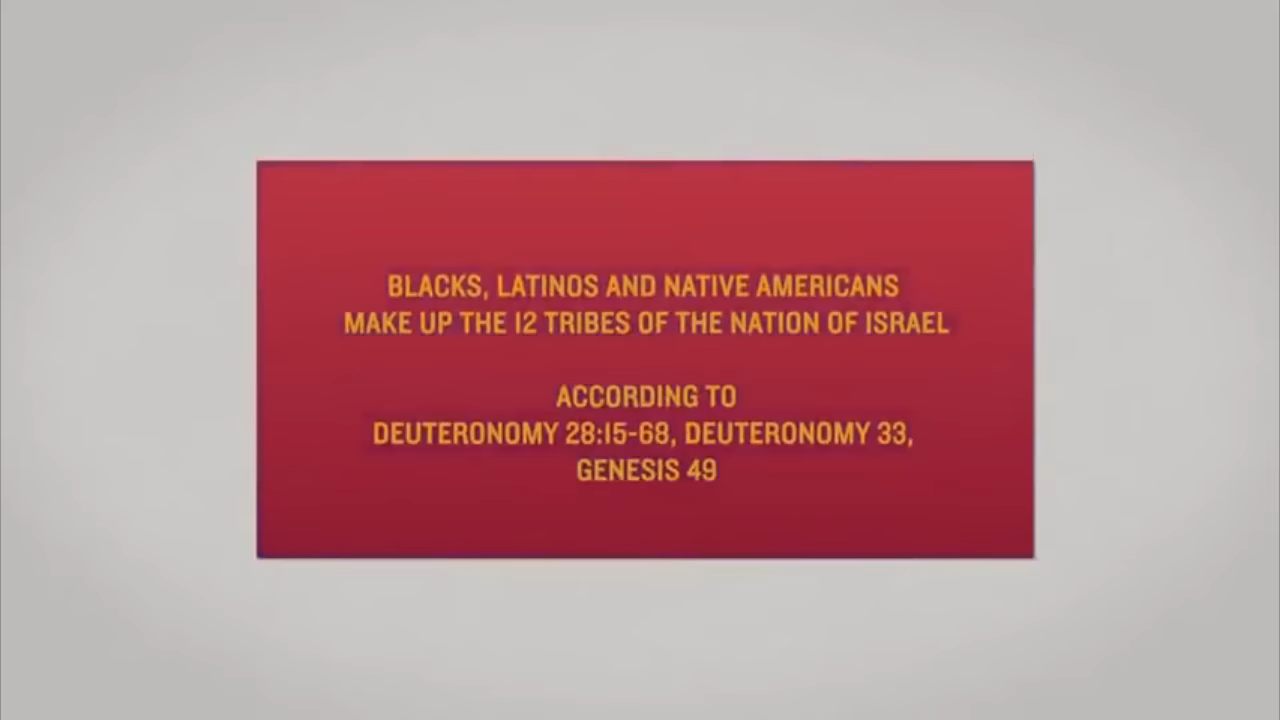 BLACKS, LATINOS AND NATIVE AMERICANS
MAKE UP THE 12 TRIBES OF THE NATION OF ISRAEL
ACCORDING TO
DEUTERONOMY 28:15-68, DEUTERONOMY 33,
GENESIS 49